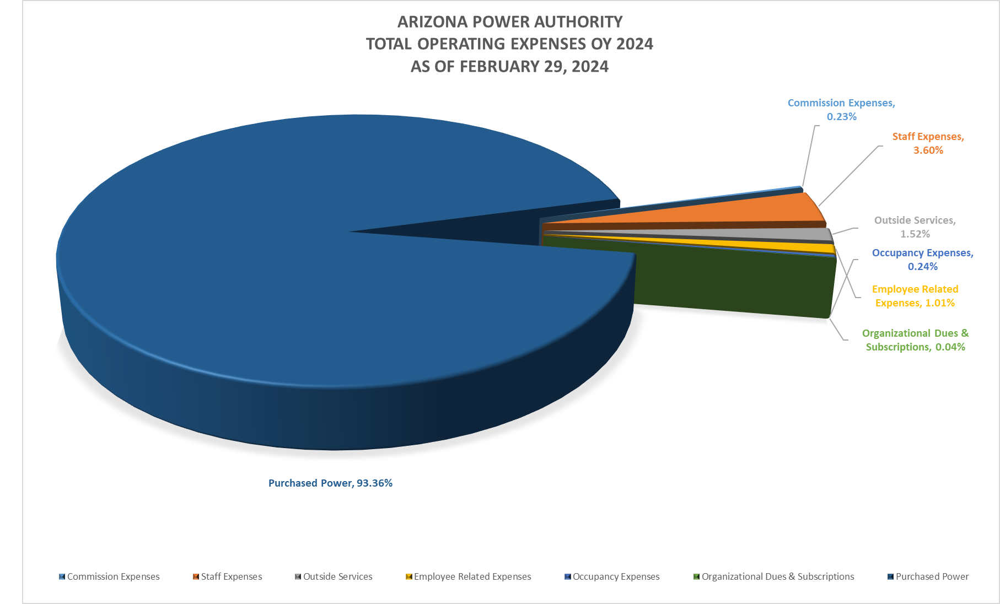 ARIZONA POWER AUTHORITY
TOTAL OPERATING EXPENSES OY 2024
AS OF FEBRUARY 29, 2024
Commission Expenses,
0.23%
Staff Expenses,
3.60%
Outside Services,
1.52%
Occupancy Expenses,
0.24%
Employee Related
Expenses, 1.01%
Organizational Dues &
Subscriptions, 0.04%
Purchased Power, 93.36%
Commission Expenses
Staff Expenses
Outside Services
Employee Related Expenses
Occupancy Expenses
Organizational Dues & Subscriptions
Purchased Power